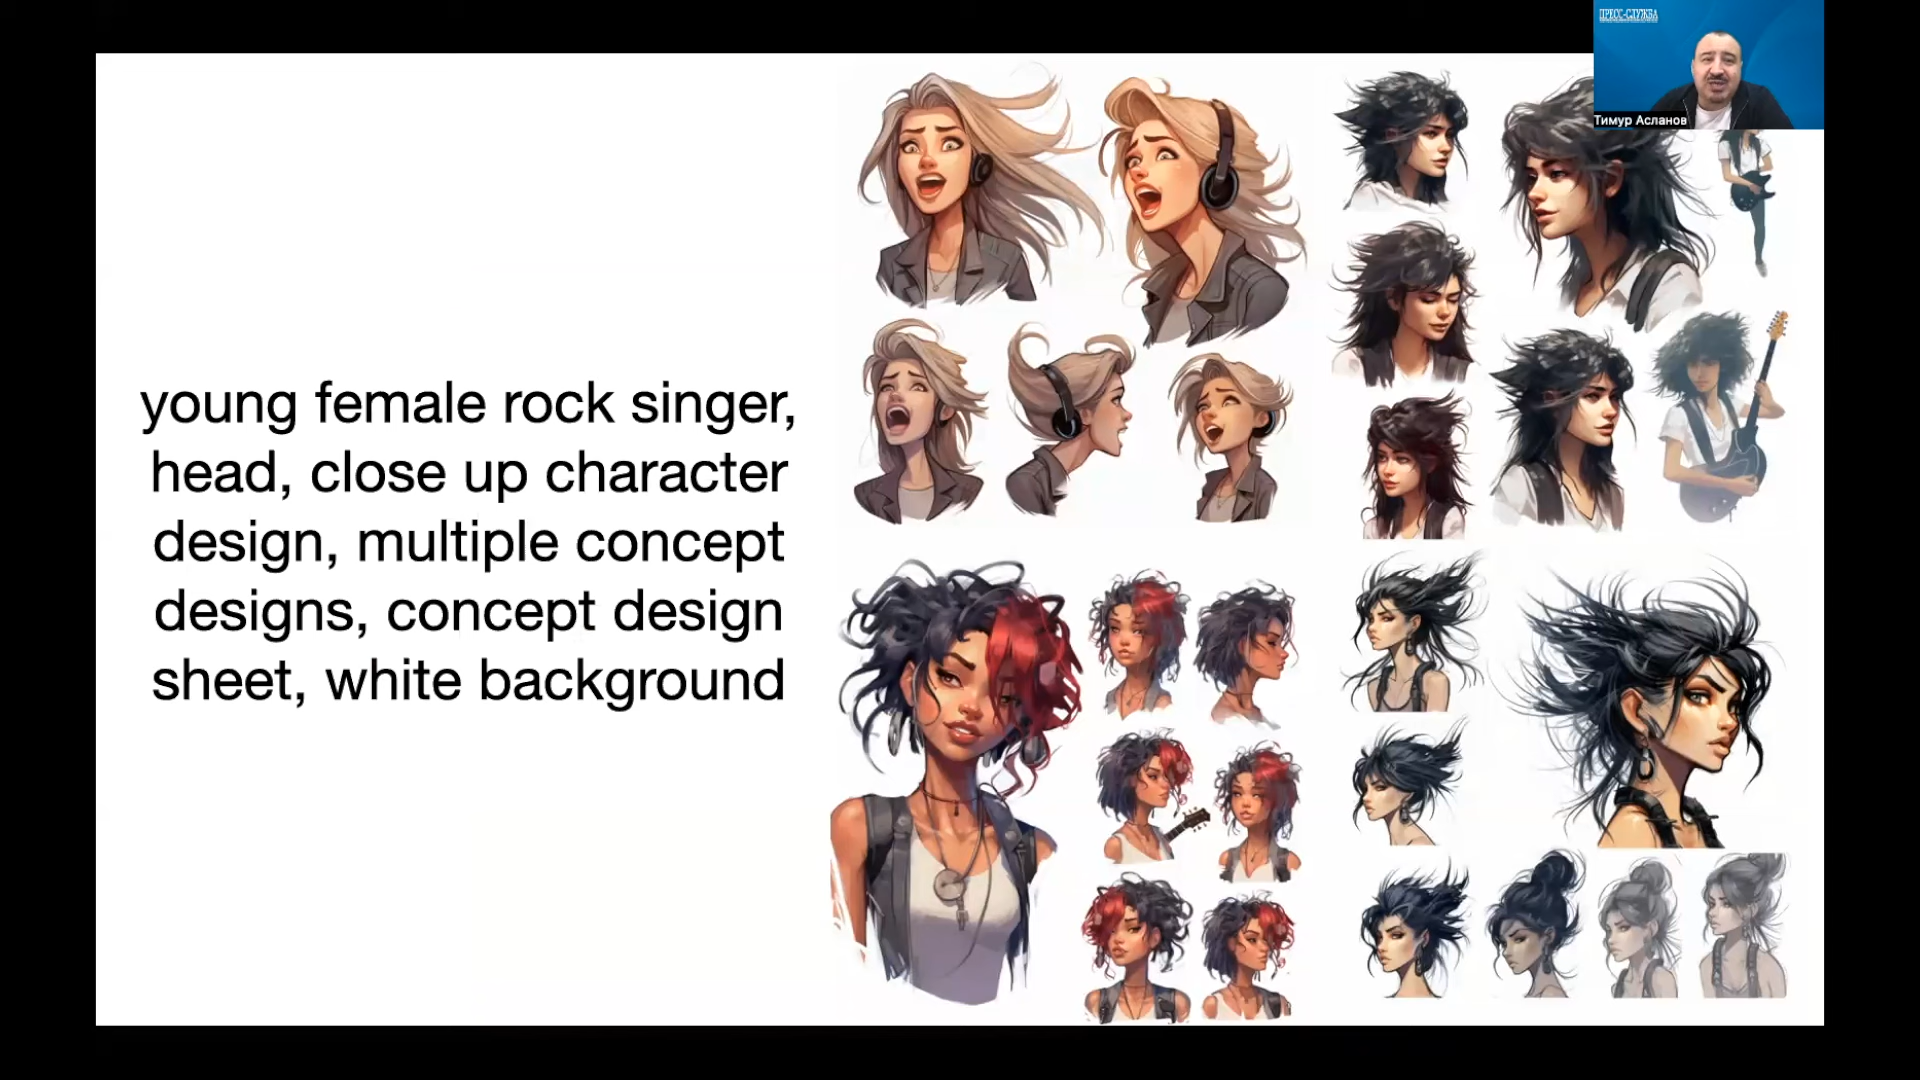 ПРЕСС-СЛУЖБА
Тимур Асланов
young female rock singer,
head, close up character
design, multiple concept
designs, concept design
sheet, white background